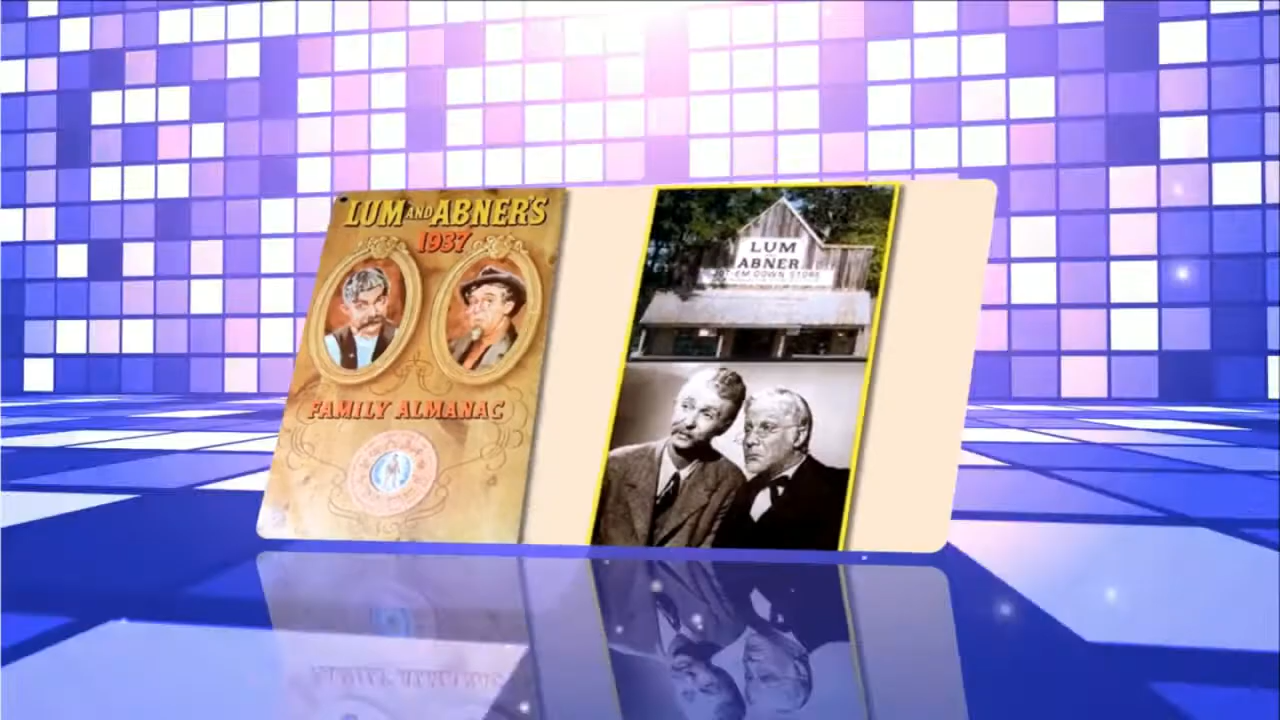 LUM AND ABNER'S
1937
FAMILY ALMANAC
LUM
ABNER
JOT-EM DOWN STORE